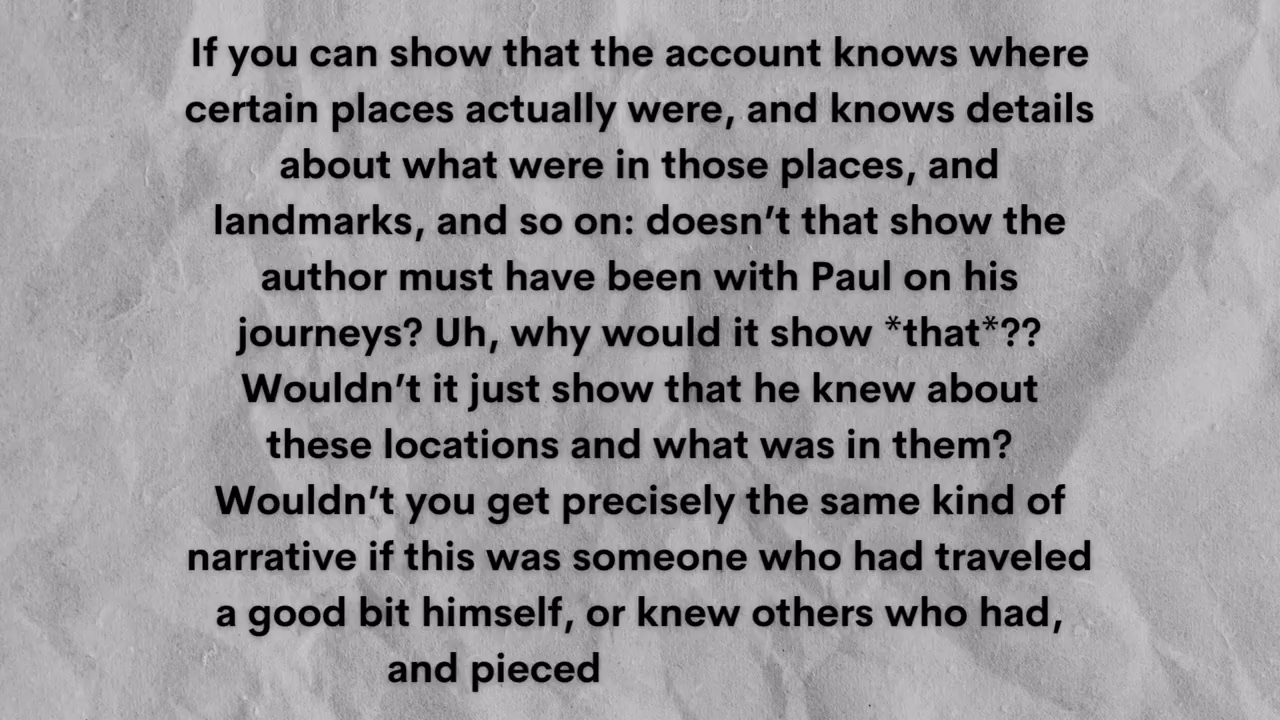 If you can show that the account knows where
certain places actually were, and knows details
about what were in those places, and
landmarks, and so on: doesn’t that show the
author must have been with Paul on his
journeys? Uh, why would it show *that*??
Wouldn’t it just show that he knew about
these locations and what was in them?
Wouldn’t you get precisely the same kind of
narrative if this was someone who had traveled
a good bit himself, or knew others who had,
and pieced